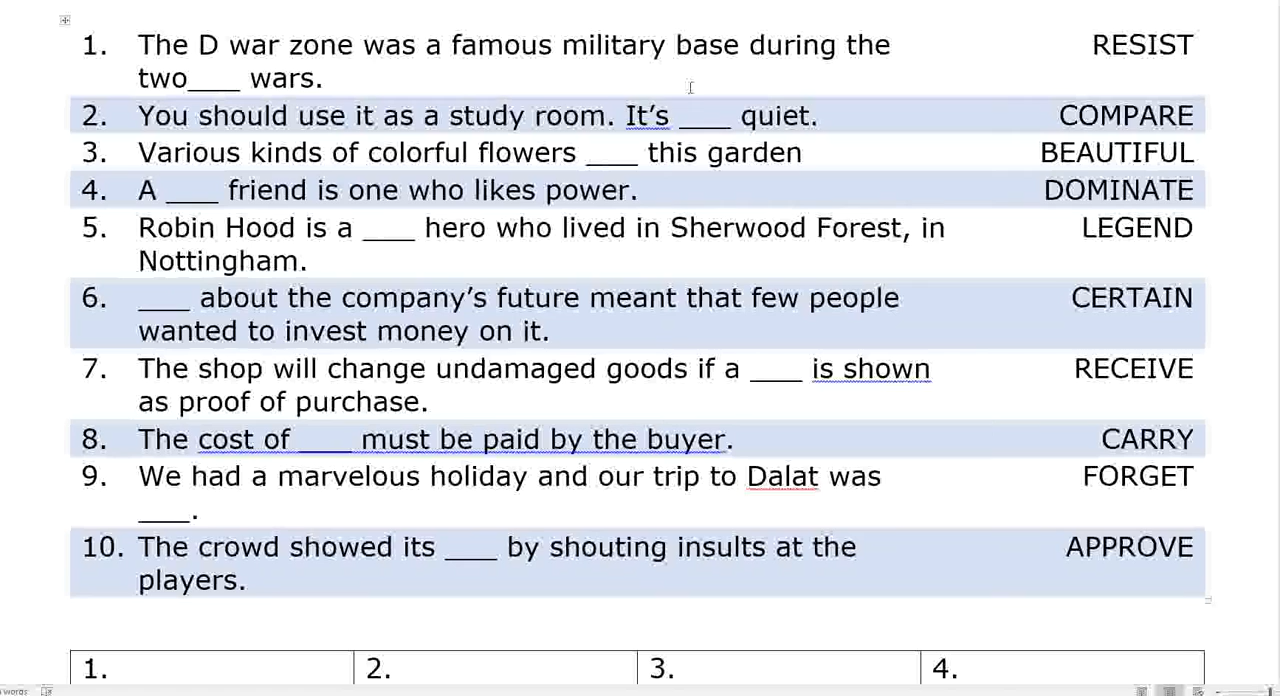 1. The D war zone was a famous military base during the RESIST
two____ wars.
2. You should use it as a study room. It’s ____ quiet. COMPARE
3. Various kinds of colorful flowers ____ this garden BEAUTIFUL
4. A ____ friend is one who likes power. DOMINATE
5. Robin Hood is a ____ hero who lived in Sherwood Forest, in LEGEND
Nottingham.
6. ____ about the company’s future meant that few people CERTAIN
wanted to invest money on it.
7. The shop will change undamaged goods if a ____ is shown RECEIVE
as proof of purchase.
8. The cost of ____ must be paid by the buyer. CARRY
9. We had a marvelous holiday and our trip to Dalat was FORGET
____.
10. The crowd showed its ____ by shouting insults at the APPROVE
players.
1. 2. 3. 4.
words